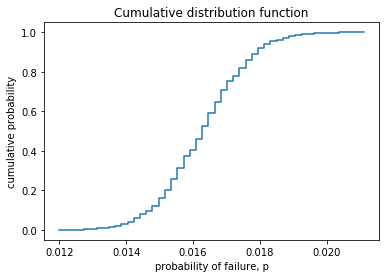 Cumulative distribution function
cumulative probability
1.0
0.8
0.6
0.4
0.2
0.0
0.012 0.014 0.016 0.018 0.020
probability of failure, p